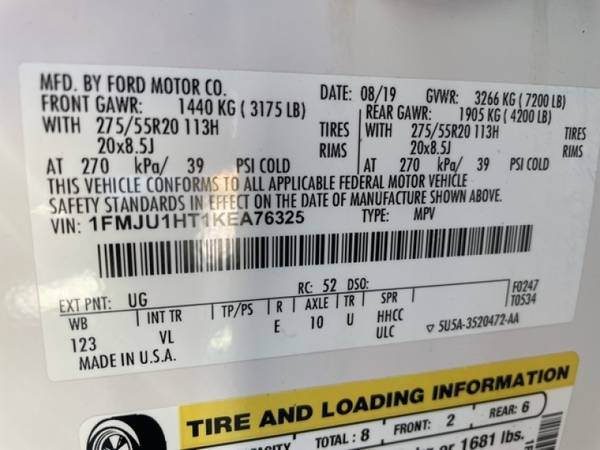 MFD. BY FORD MOTOR CO.
DATE: 08/19 GVWR: 3266 KG ( 7200 LB)
FRONT GAWR: 1440 KG ( 3175 LB)
WITH 275/55R20 113H TIRES
20x8.5J RIMS
AT 270 kPa/ 39 PSI COLD
REAR GAWR: 1905 KG ( 4200 LB)
WITH 275/55R20 113H TIRES
20x8.5J RIMS
AT 270 kPa/ 39 PSI COLD
THIS VEHICLE CONFORMS TO ALL APPLICABLE FEDERAL MOTOR VEHICLE
SAFETY STANDARDS IN EFFECT ON THE DATE OF MANUFACTURE SHOWN ABOVE.
VIN: 1FMJU1HT1KEA76325 TYPE: MPV
EXT PNT: UG RC: 52 DSO: F0247
T0534
WB INT TR TP/PS R AXLE TR SPR
123 VL E 10 U HHCC
ULC
5U5A-3520472-AA
MADE IN U.S.A.
TIRE AND LOADING INFORMATION
TOTAL : 8 FRONT: 2 REAR: 6
or 1681 lbs.